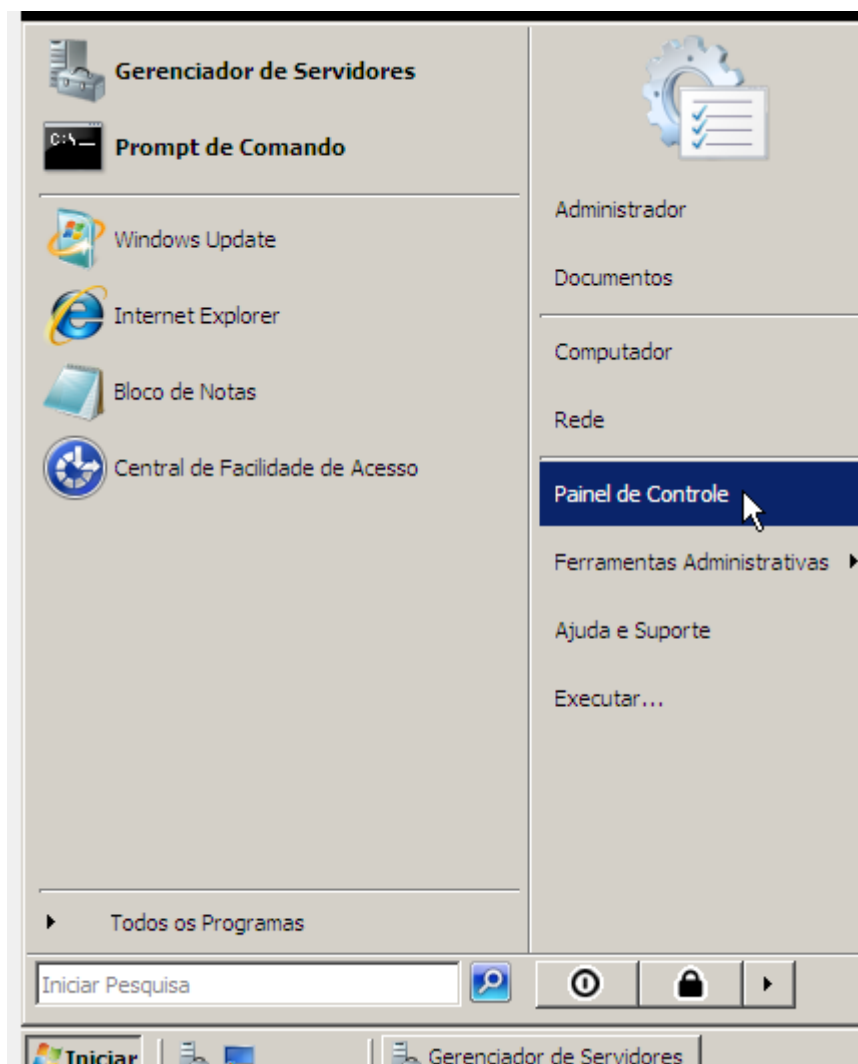 Gerenciador de Servidores
Prompt de Comando
Windows Update
Internet Explorer
Bloco de Notas
Central de Facilidade de Acesso
Todos os Programas
Iniciar Pesquisa
Administrador
Documentos
Computador
Rede
Painel de Controle
Ferramentas Administrativas
Ajuda e Suporte
Executar...
Iniciar
Gerenciador de Servidores